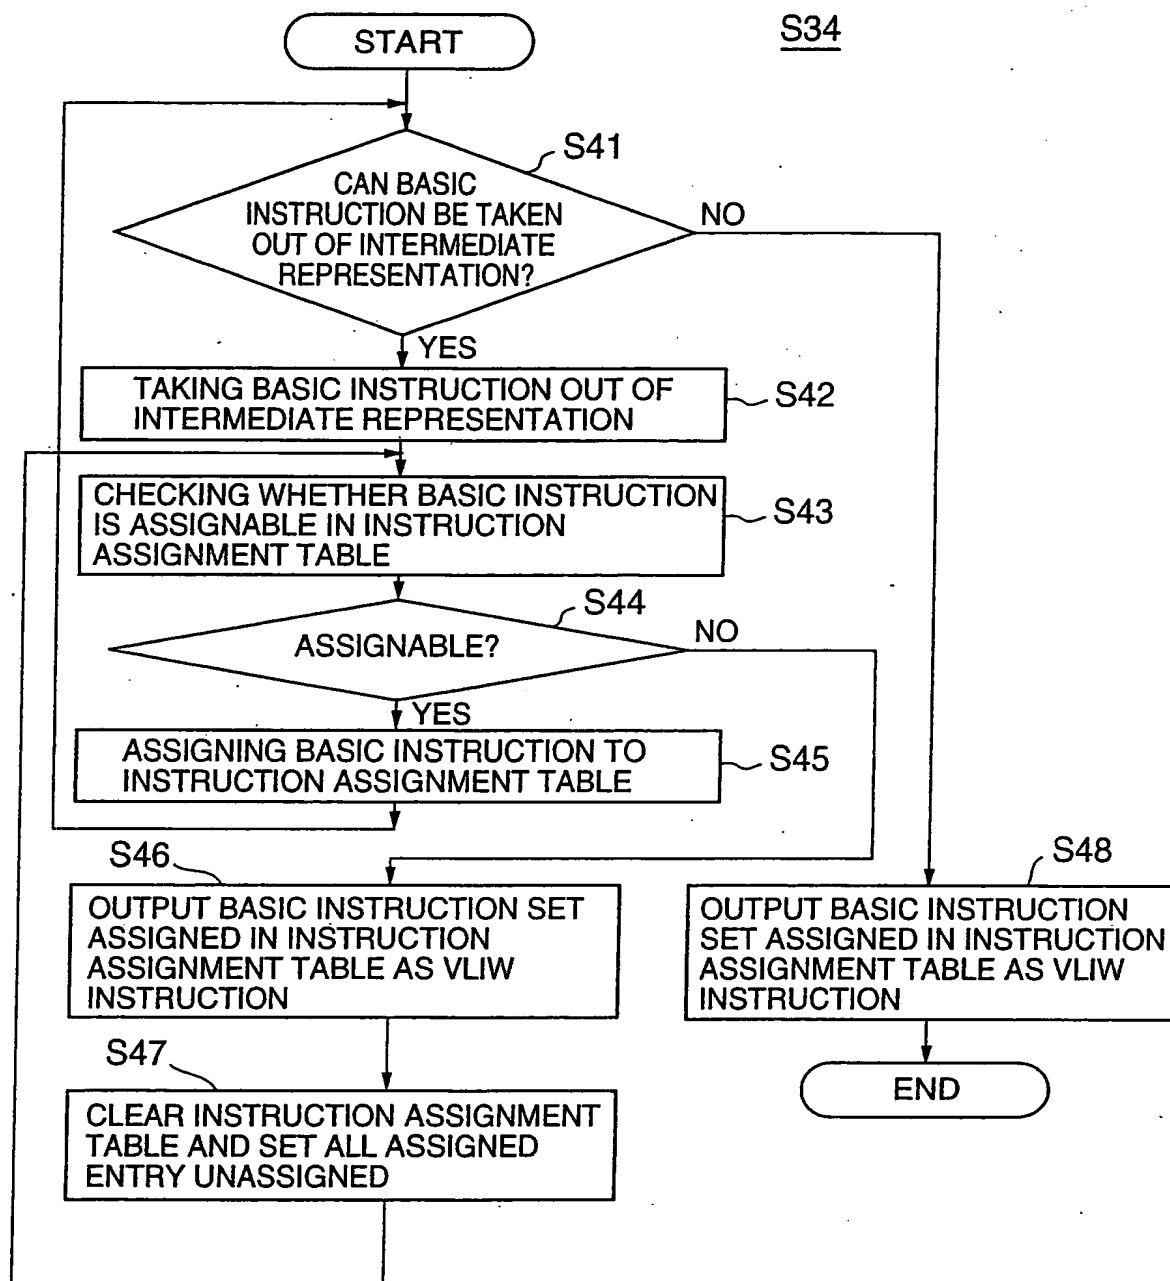 START
S34
S41
CAN BASIC
INSTRUCTION BE TAKEN
OUT OF INTERMEDIATE
REPRESENTATION?
NO
YES
TAKING BASIC INSTRUCTION OUT OF
INTERMEDIATE REPRESENTATION
S42
CHECKING WHETHER BASIC INSTRUCTION
IS ASSIGNABLE IN INSTRUCTION
ASSIGNMENT TABLE
S43
S44
ASSIGNABLE?
NO
YES
ASSIGNING BASIC INSTRUCTION TO
INSTRUCTION ASSIGNMENT TABLE
S45
S46
OUTPUT BASIC INSTRUCTION SET
ASSIGNED IN INSTRUCTION
ASSIGNMENT TABLE AS VLIW
INSTRUCTION
S48
OUTPUT BASIC INSTRUCTION
SET ASSIGNED IN INSTRUCTION
ASSIGNMENT TABLE AS VLIW
INSTRUCTION
S47
CLEAR INSTRUCTION ASSIGNMENT
TABLE AND SET ALL ASSIGNED
ENTRY UNASSIGNED
END